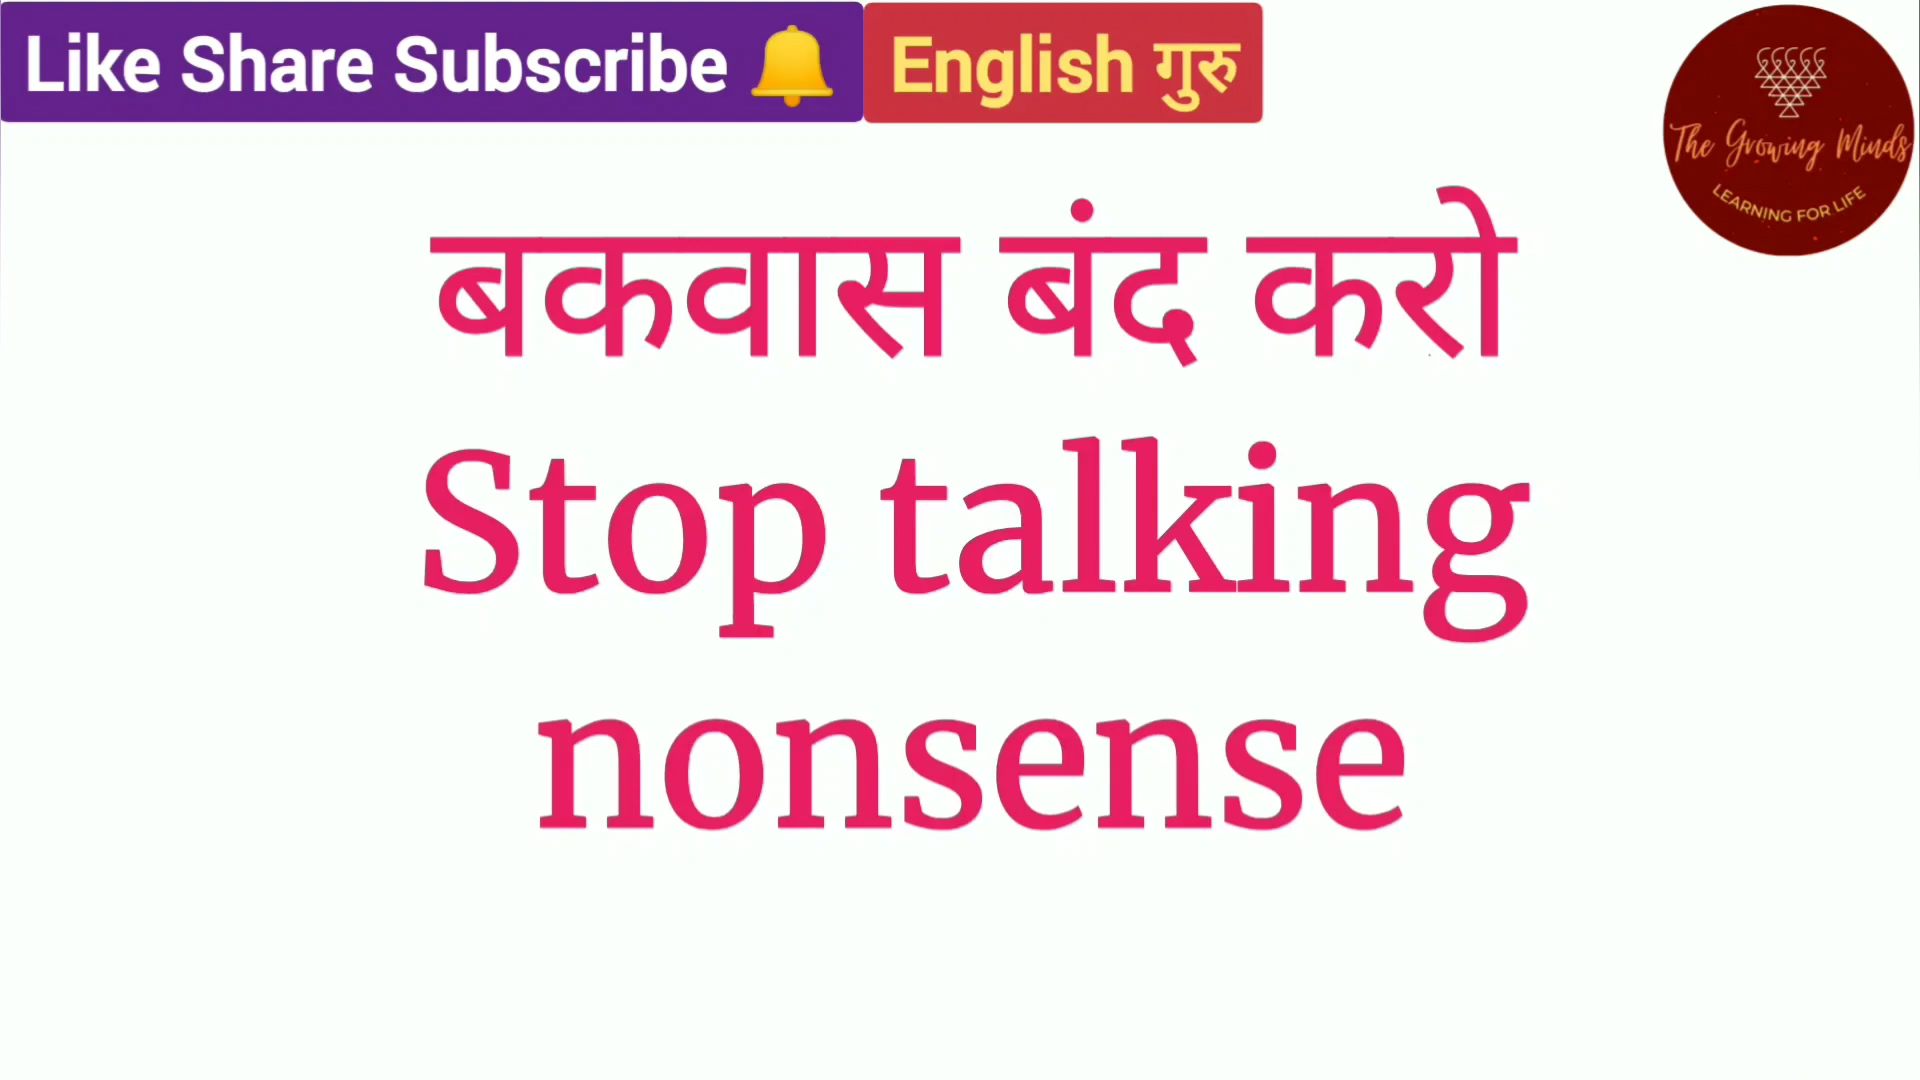 Like Share Subscribe 🔔 English गुरु
The Growing Minds
LEARNING FOR LIFE
बकवास बंद करो
Stop talking
nonsense